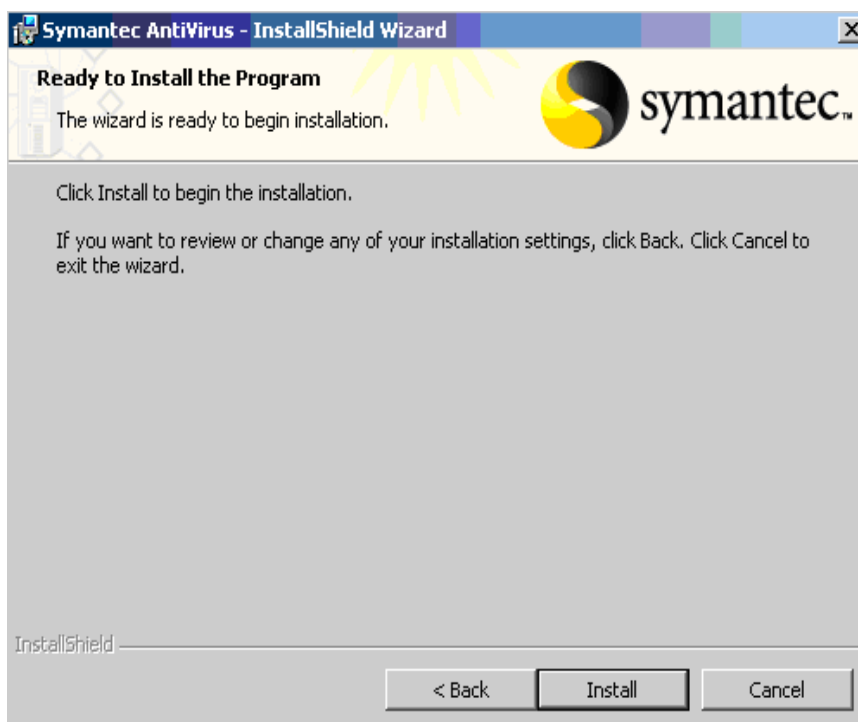 Symantec AntiVirus - InstallShield Wizard
Ready to Install the Program
The wizard is ready to begin installation.
symantec™
Click Install to begin the installation.
If you want to review or change any of your installation settings, click Back. Click Cancel to
exit the wizard.
InstallShield
< Back
Install
Cancel